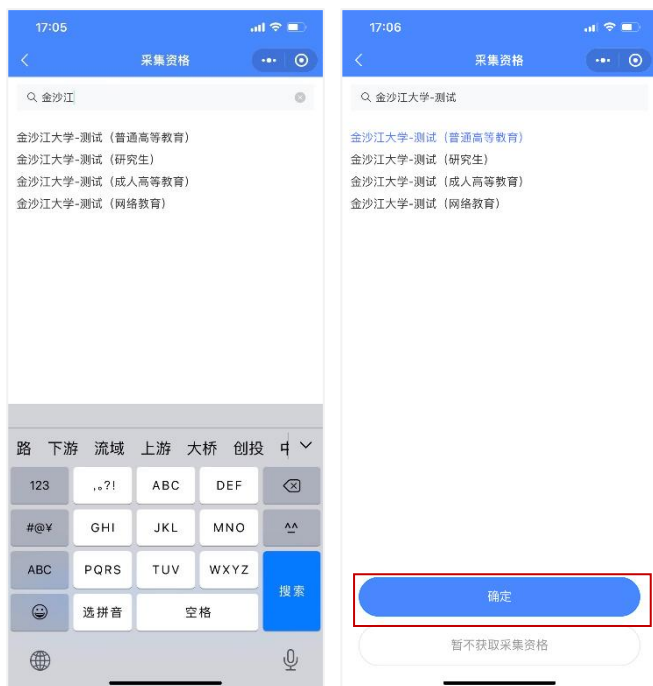 17:05
采集资格
金沙江
金沙江大学-测试（普通高等教育）
金沙江大学-测试（研究生）
金沙江大学-测试（成人高等教育）
金沙江大学-测试（网络教育）
路 下游 流域 上游 大桥 创投
123 ,。?! ABC DEF
#@¥ GHI JKL MNO ^^
ABC PQRS TUV WXYZ 搜索
选拼音 空格
17:06
采集资格
金沙江大学-测试
金沙江大学-测试（普通高等教育）
金沙江大学-测试（研究生）
金沙江大学-测试（成人高等教育）
金沙江大学-测试（网络教育）
确定
暂不获取采集资格